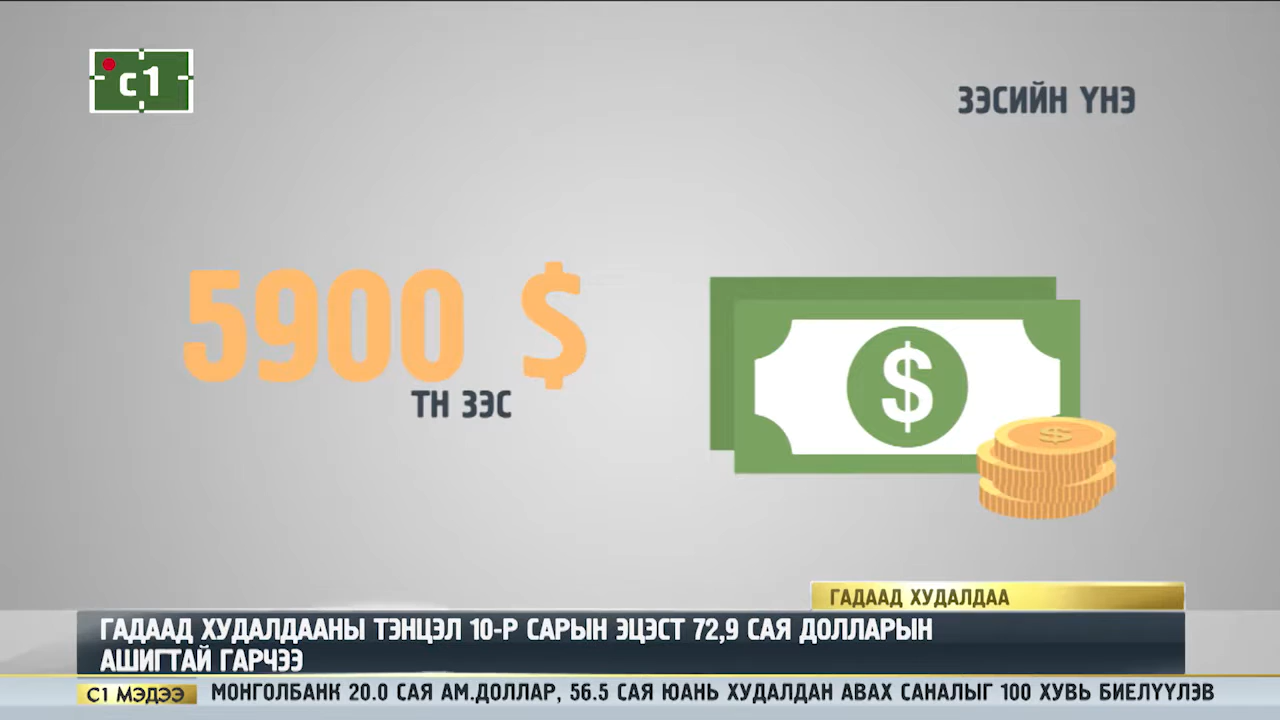 c1
ЗЭСИЙН ҮНЭ
5900 $
ТН ЗЭС
ГАДААД ХУДАЛДАА
ГАДААД ХУДАЛДААНЫ ТЭНЦЭЛ 10-Р САРЫН ЭЦЭСТ 72,9 САЯ ДОЛЛАРЫН
АШИГТАЙ ГАРЧЭЭ
С1 МЭДЭЭ МОНГОЛБАНК 20.0 САЯ АМ.ДОЛЛАР, 56.5 САЯ ЮАНЬ ХУДАЛДАН АВАХ САНАЛЫГ 100 ХУВЬ БИЕЛҮҮЛЭВ